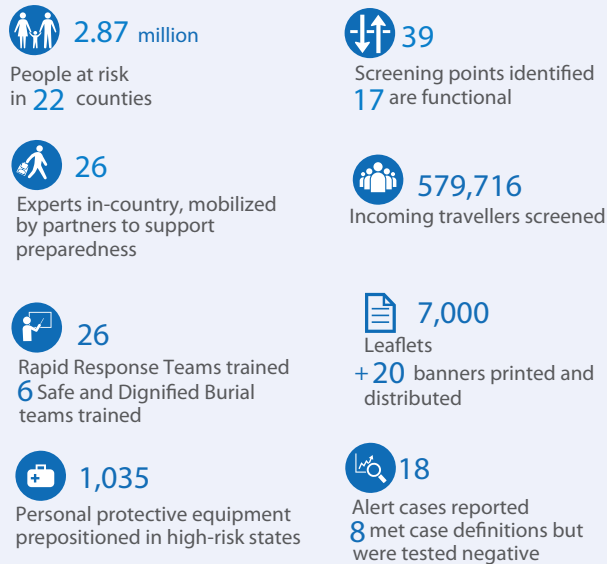 2.87 million
People at risk
in 22 counties
39
Screening points identified
17 are functional
26
Experts in-country, mobilized
by partners to support
preparedness
579,716
Incoming travellers screened
26
Rapid Response Teams trained
6 Safe and Dignified Burial
teams trained
7,000
Leaflets
+ 20 banners printed and
distributed
1,035
Personal protective equipment
prepositioned in high-risk states
18
Alert cases reported
8 met case definitions but
were tested negative